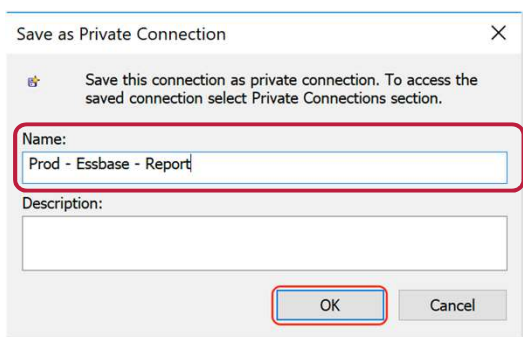 Save as Private Connection
Save this connection as private connection. To access the
saved connection select Private Connections section.
Name:
Prod - Essbase - Report
Description:
OK
Cancel